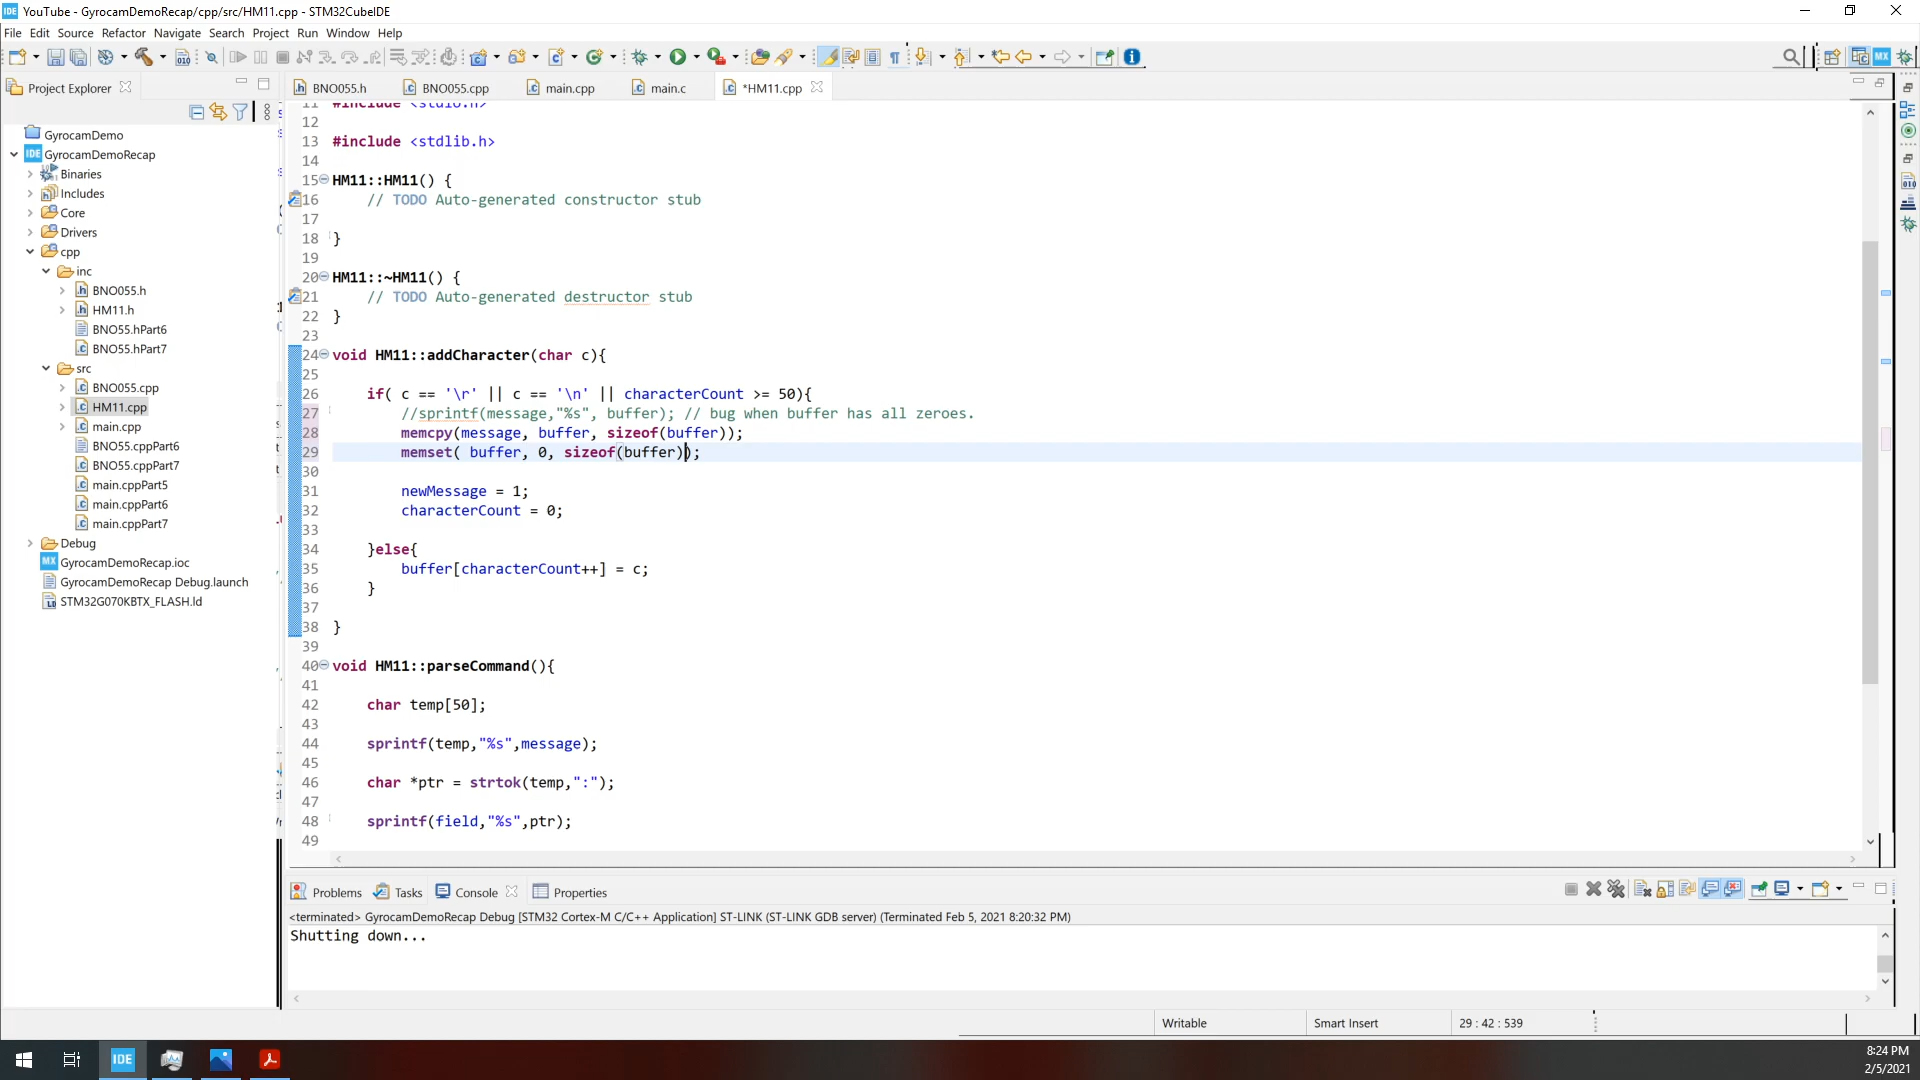 YouTube - GyrocamDemoRecap/cpp/src/HM11.cpp - STM32CubeIDE
File Edit Source Refactor Navigate Search Project Run Window Help
Project Explorer
BNO055.h BNO055.cpp main.cpp main.c *HM11.cpp
GyrocamDemo
GyrocamDemoRecap
Binaries
Includes
Core
Drivers
cpp
inc
BNO055.h
HM11.h
BNO55.hPart6
BNO55.hPart7
src
BNO055.cpp
HM11.cpp
main.cpp
BNO55.cppPart6
BNO55.cppPart7
main.cppPart5
main.cppPart6
main.cppPart7
Debug
GyrocamDemoRecap.ioc
GyrocamDemoRecap Debug.launch
STM32G070KBTX_FLASH.ld
11 #include <stdio.h>
12
13 #include <stdlib.h>
14
15 HM11::HM11() {
16 // TODO Auto-generated constructor stub
17
18 }
19
20 HM11::~HM11() {
21 // TODO Auto-generated destructor stub
22 }
23
24 void HM11::addCharacter(char c){
25
26 if( c == '\r' || c == '\n' || characterCount >= 50){
27 //sprintf(message,"%s", buffer); // bug when buffer has all zeroes.
28 memcpy(message, buffer, sizeof(buffer));
29 memset( buffer, 0, sizeof(buffer));
30
31 newMessage = 1;
32 characterCount = 0;
33
34 }else{
35 buffer[characterCount++] = c;
36 }
37
38 }
39
40 void HM11::parseCommand(){
41
42 char temp[50];
43
44 sprintf(temp,"%s",message);
45
46 char *ptr = strtok(temp,":");
47
48 sprintf(field,"%s",ptr);
49
Problems Tasks Console Properties
<terminated> GyrocamDemoRecap Debug [STM32 Cortex-M C/C++ Application] ST-LINK (ST-LINK GDB server) (Terminated Feb 5, 2021 8:20:32 PM)
Shutting down...
Writable Smart Insert 29 : 42 : 539
IDE
8:24 PM
2/5/2021